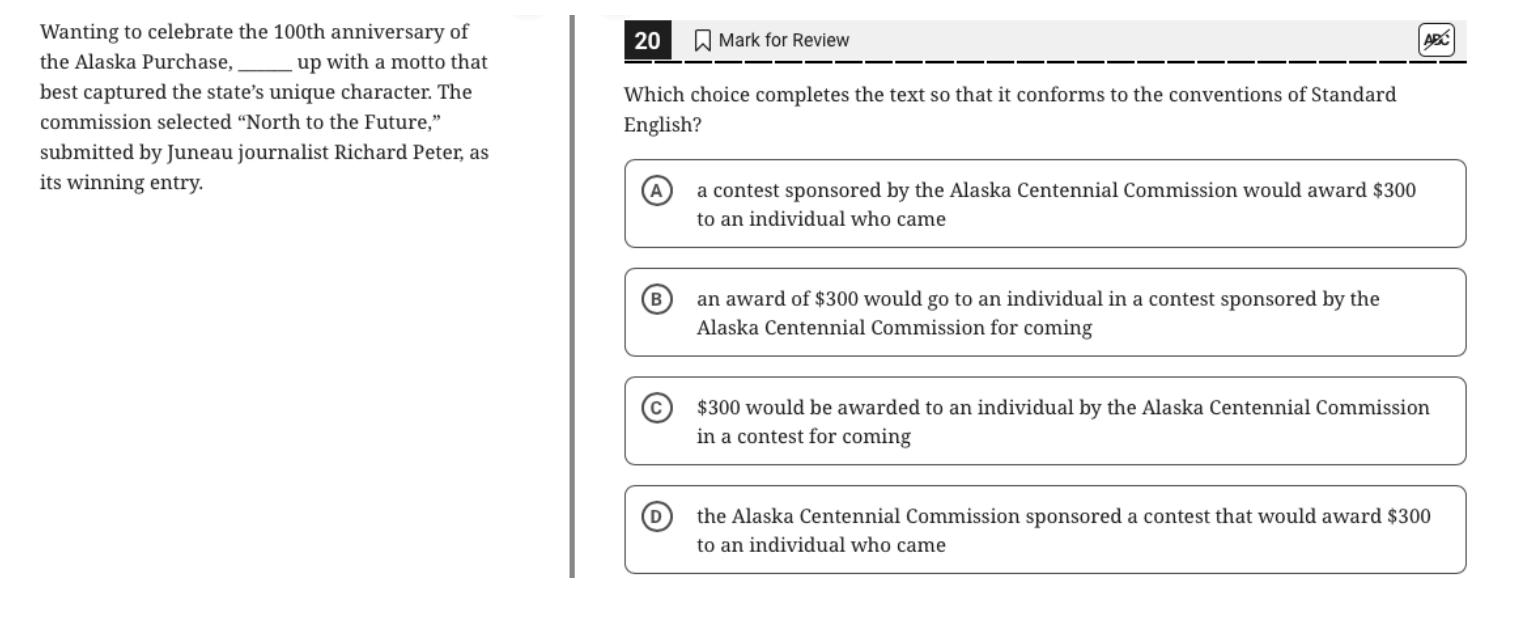 Wanting to celebrate the 100th anniversary of
the Alaska Purchase, ______ up with a motto that
best captured the state’s unique character. The
commission selected “North to the Future,”
submitted by Juneau journalist Richard Peter, as
its winning entry.
20 Mark for Review ABC
Which choice completes the text so that it conforms to the conventions of Standard
English?
A a contest sponsored by the Alaska Centennial Commission would award $300
to an individual who came
B an award of $300 would go to an individual in a contest sponsored by the
Alaska Centennial Commission for coming
C $300 would be awarded to an individual by the Alaska Centennial Commission
in a contest for coming
D the Alaska Centennial Commission sponsored a contest that would award $300
to an individual who came